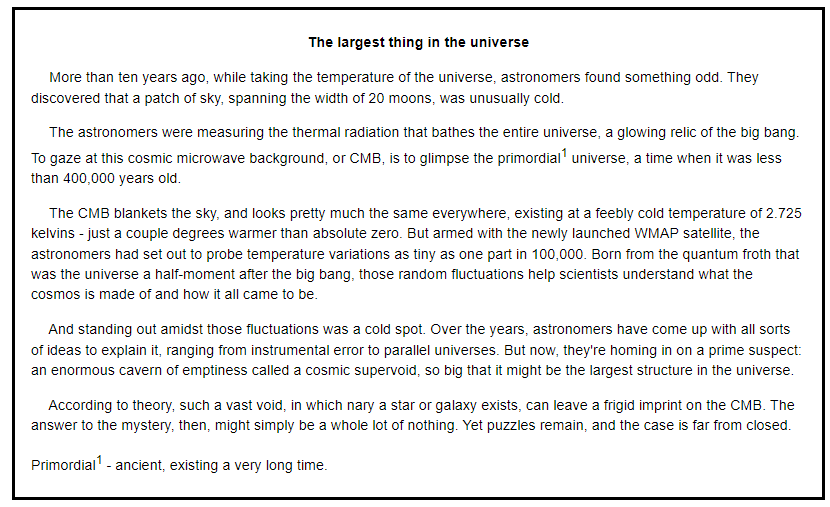 The largest thing in the universe
More than ten years ago, while taking the temperature of the universe, astronomers found something odd. They
discovered that a patch of sky, spanning the width of 20 moons, was unusually cold.
The astronomers were measuring the thermal radiation that bathes the entire universe, a glowing relic of the big bang.
To gaze at this cosmic microwave background, or CMB, is to glimpse the primordial¹ universe, a time when it was less
than 400,000 years old.
The CMB blankets the sky, and looks pretty much the same everywhere, existing at a feebly cold temperature of 2.725
kelvins - just a couple degrees warmer than absolute zero. But armed with the newly launched WMAP satellite, the
astronomers had set out to probe temperature variations as tiny as one part in 100,000. Born from the quantum froth that
was the universe a half-moment after the big bang, those random fluctuations help scientists understand what the
cosmos is made of and how it all came to be.
And standing out amidst those fluctuations was a cold spot. Over the years, astronomers have come up with all sorts
of ideas to explain it, ranging from instrumental error to parallel universes. But now, they're homing in on a prime suspect:
an enormous cavern of emptiness called a cosmic supervoid, so big that it might be the largest structure in the universe.
According to theory, such a vast void, in which nary a star or galaxy exists, can leave a frigid imprint on the CMB. The
answer to the mystery, then, might simply be a whole lot of nothing. Yet puzzles remain, and the case is far from closed.
Primordial¹ - ancient, existing a very long time.